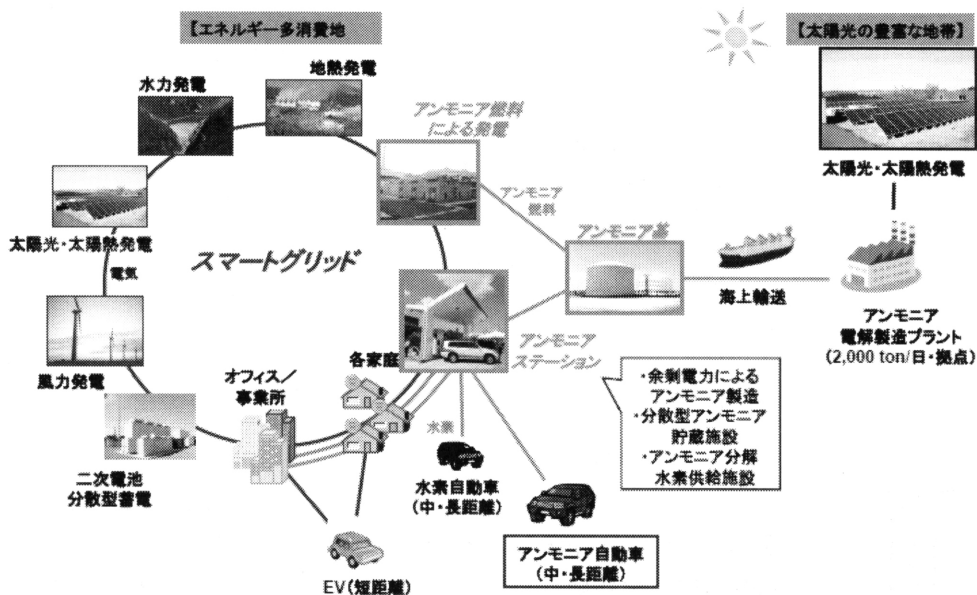 【エネルギー多消費地
【太陽光の豊富な地帯】
地熱発電
水力発電
アンモニア燃料
による発電
太陽光・太陽熱発電
アンモニア
燃料
太陽光・太陽熱発電
アンモニア基
スマートグリッド
電気
海上輸送
アンモニア
電解製造プラント
(2,000 ton/日・拠点)
アンモニア
ステーション
各家庭
風力発電
オフィス／
事業所
・余剰電力による
アンモニア製造
・分散型アンモニア
貯蔵施設
・アンモニア分解
水素供給施設
水素
二次電池
分散型蓄電
水素自動車
(中・長距離)
アンモニア自動車
(中・長距離)
EV(短距離)